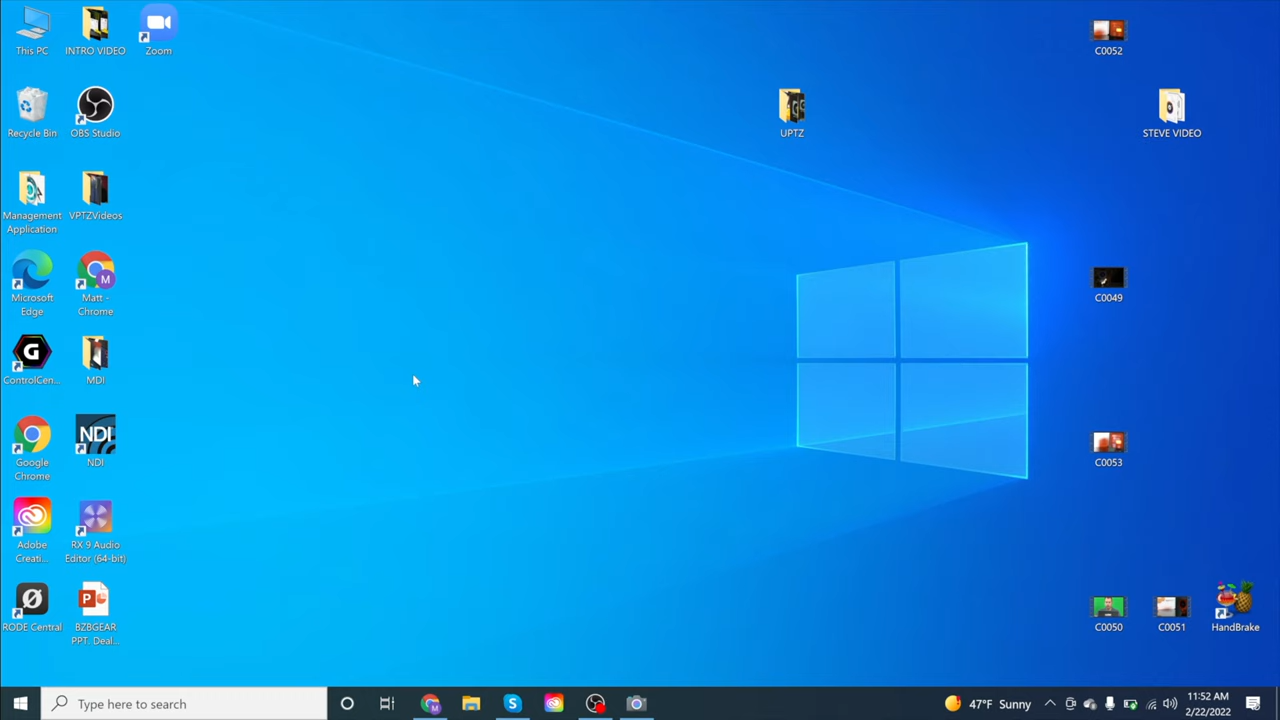 This PC
INTRO VIDEO
Zoom
C0052
UPTZ
STEVE VIDEO
Recycle Bin
OBS Studio
Management
Application
VPTZVideos
Microsoft
Edge
M
Matt -
Chrome
C0049
G
ControlCen...
MDI
NDI
Google
Chrome
NDI
C0053
Adobe
Creati...
RX 9 Audio
Editor (64-bit)
RODE Central
P
BZBGEAR
PPT. Deal...
C0050
C0051
HandBrake
Type here to search
M
S
47°F Sunny
11:52 AM
2/22/2022